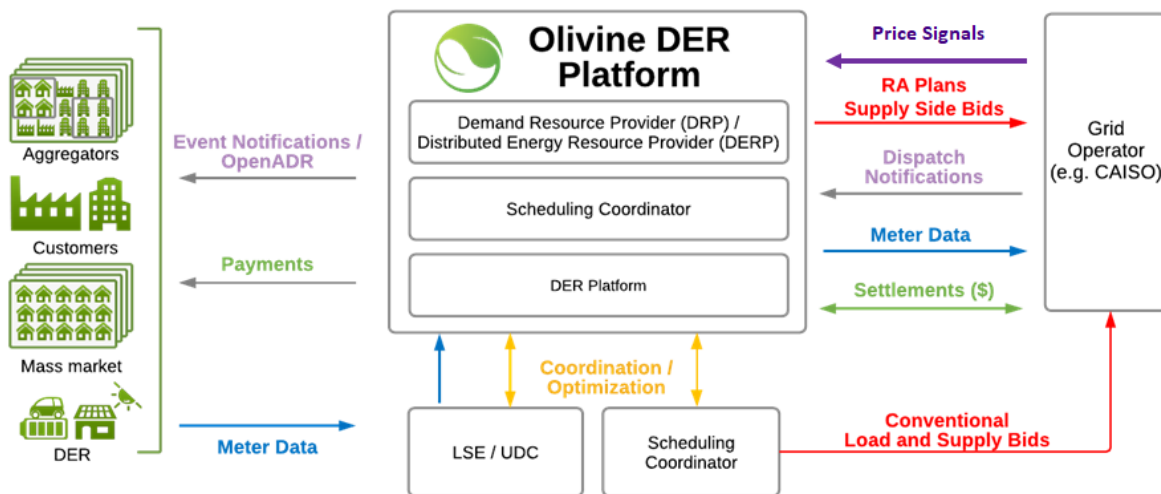 Aggregators
Customers
Mass market
DER
Event Notifications /
OpenADR
Payments
Meter Data
Olivine DER
Platform
Demand Resource Provider (DRP) /
Distributed Energy Resource Provider (DERP)
Scheduling Coordinator
DER Platform
Coordination /
Optimization
LSE / UDC
Scheduling
Coordinator
Price Signals
RA Plans
Supply Side Bids
Dispatch
Notifications
Meter Data
Settlements ($)
Conventional
Load and Supply Bids
Grid
Operator
(e.g. CAISO)